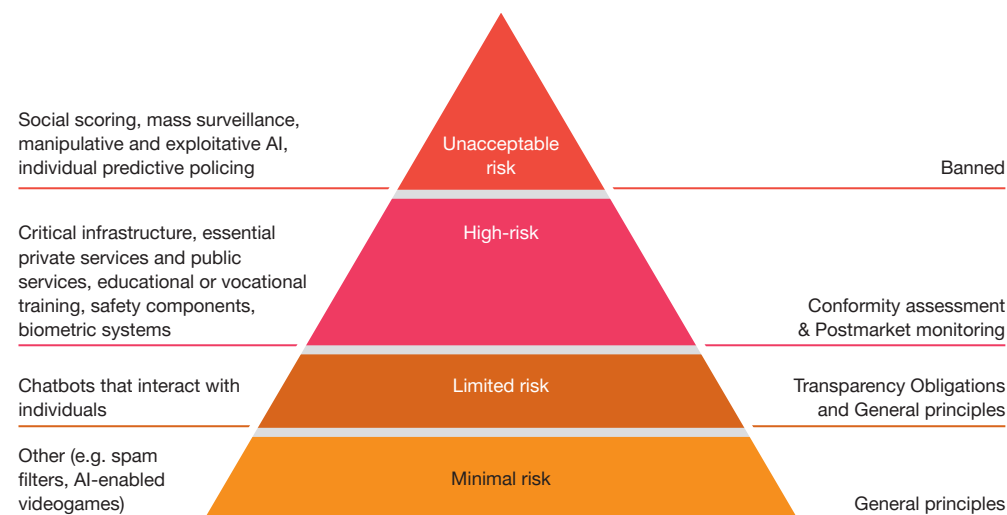 Social scoring, mass surveillance,
manipulative and exploitative AI,
individual predictive policing
Unacceptable
risk
Banned
Critical infrastructure, essential
private services and public
services, educational or vocational
training, safety components,
biometric systems
High-risk
Conformity assessment
& Postmarket monitoring
Chatbots that interact with
individuals
Limited risk
Transparency Obligations
and General principles
Other (e.g. spam
filters, AI-enabled
videogames)
Minimal risk
General principles